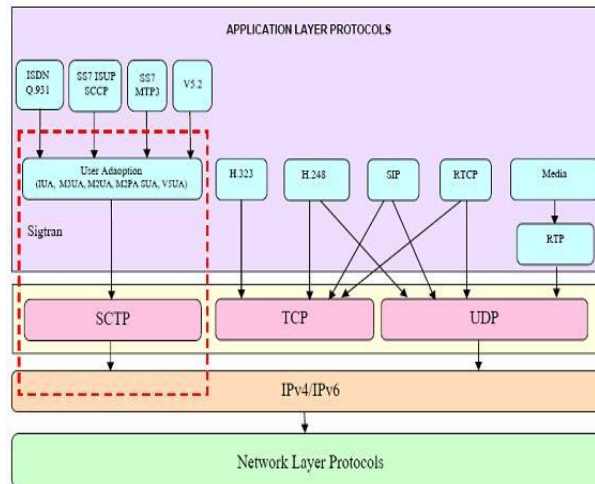 APPLICATION LAYER PROTOCOLS
ISDN
Q.931
SS7 ISUP
SCCP
SS7
MTP3
V5.2
User Adaoption
(IUA, M3UA, M2UA, M2PA SUA, V5UA)
H.323
H.248
SIP
RTCP
Media
Sigtran
RTP
SCTP
TCP
UDP
IPv4/IPv6
Network Layer Protocols